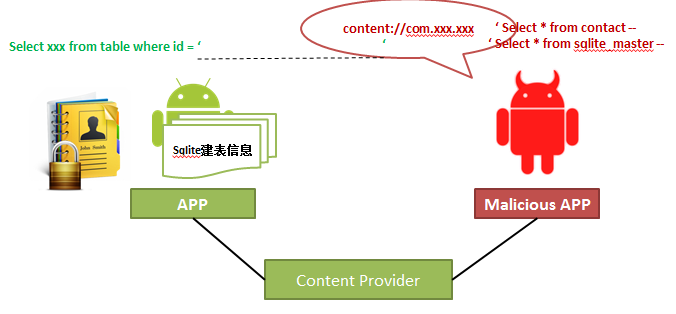 content://com.xxx.xxx ‘ Select * from contact --
Select xxx from table where id = ‘ ‘ ‘ Select * from sqlite_master --
John Smith
Sqlite建表信息
APP
Malicious APP
Content Provider